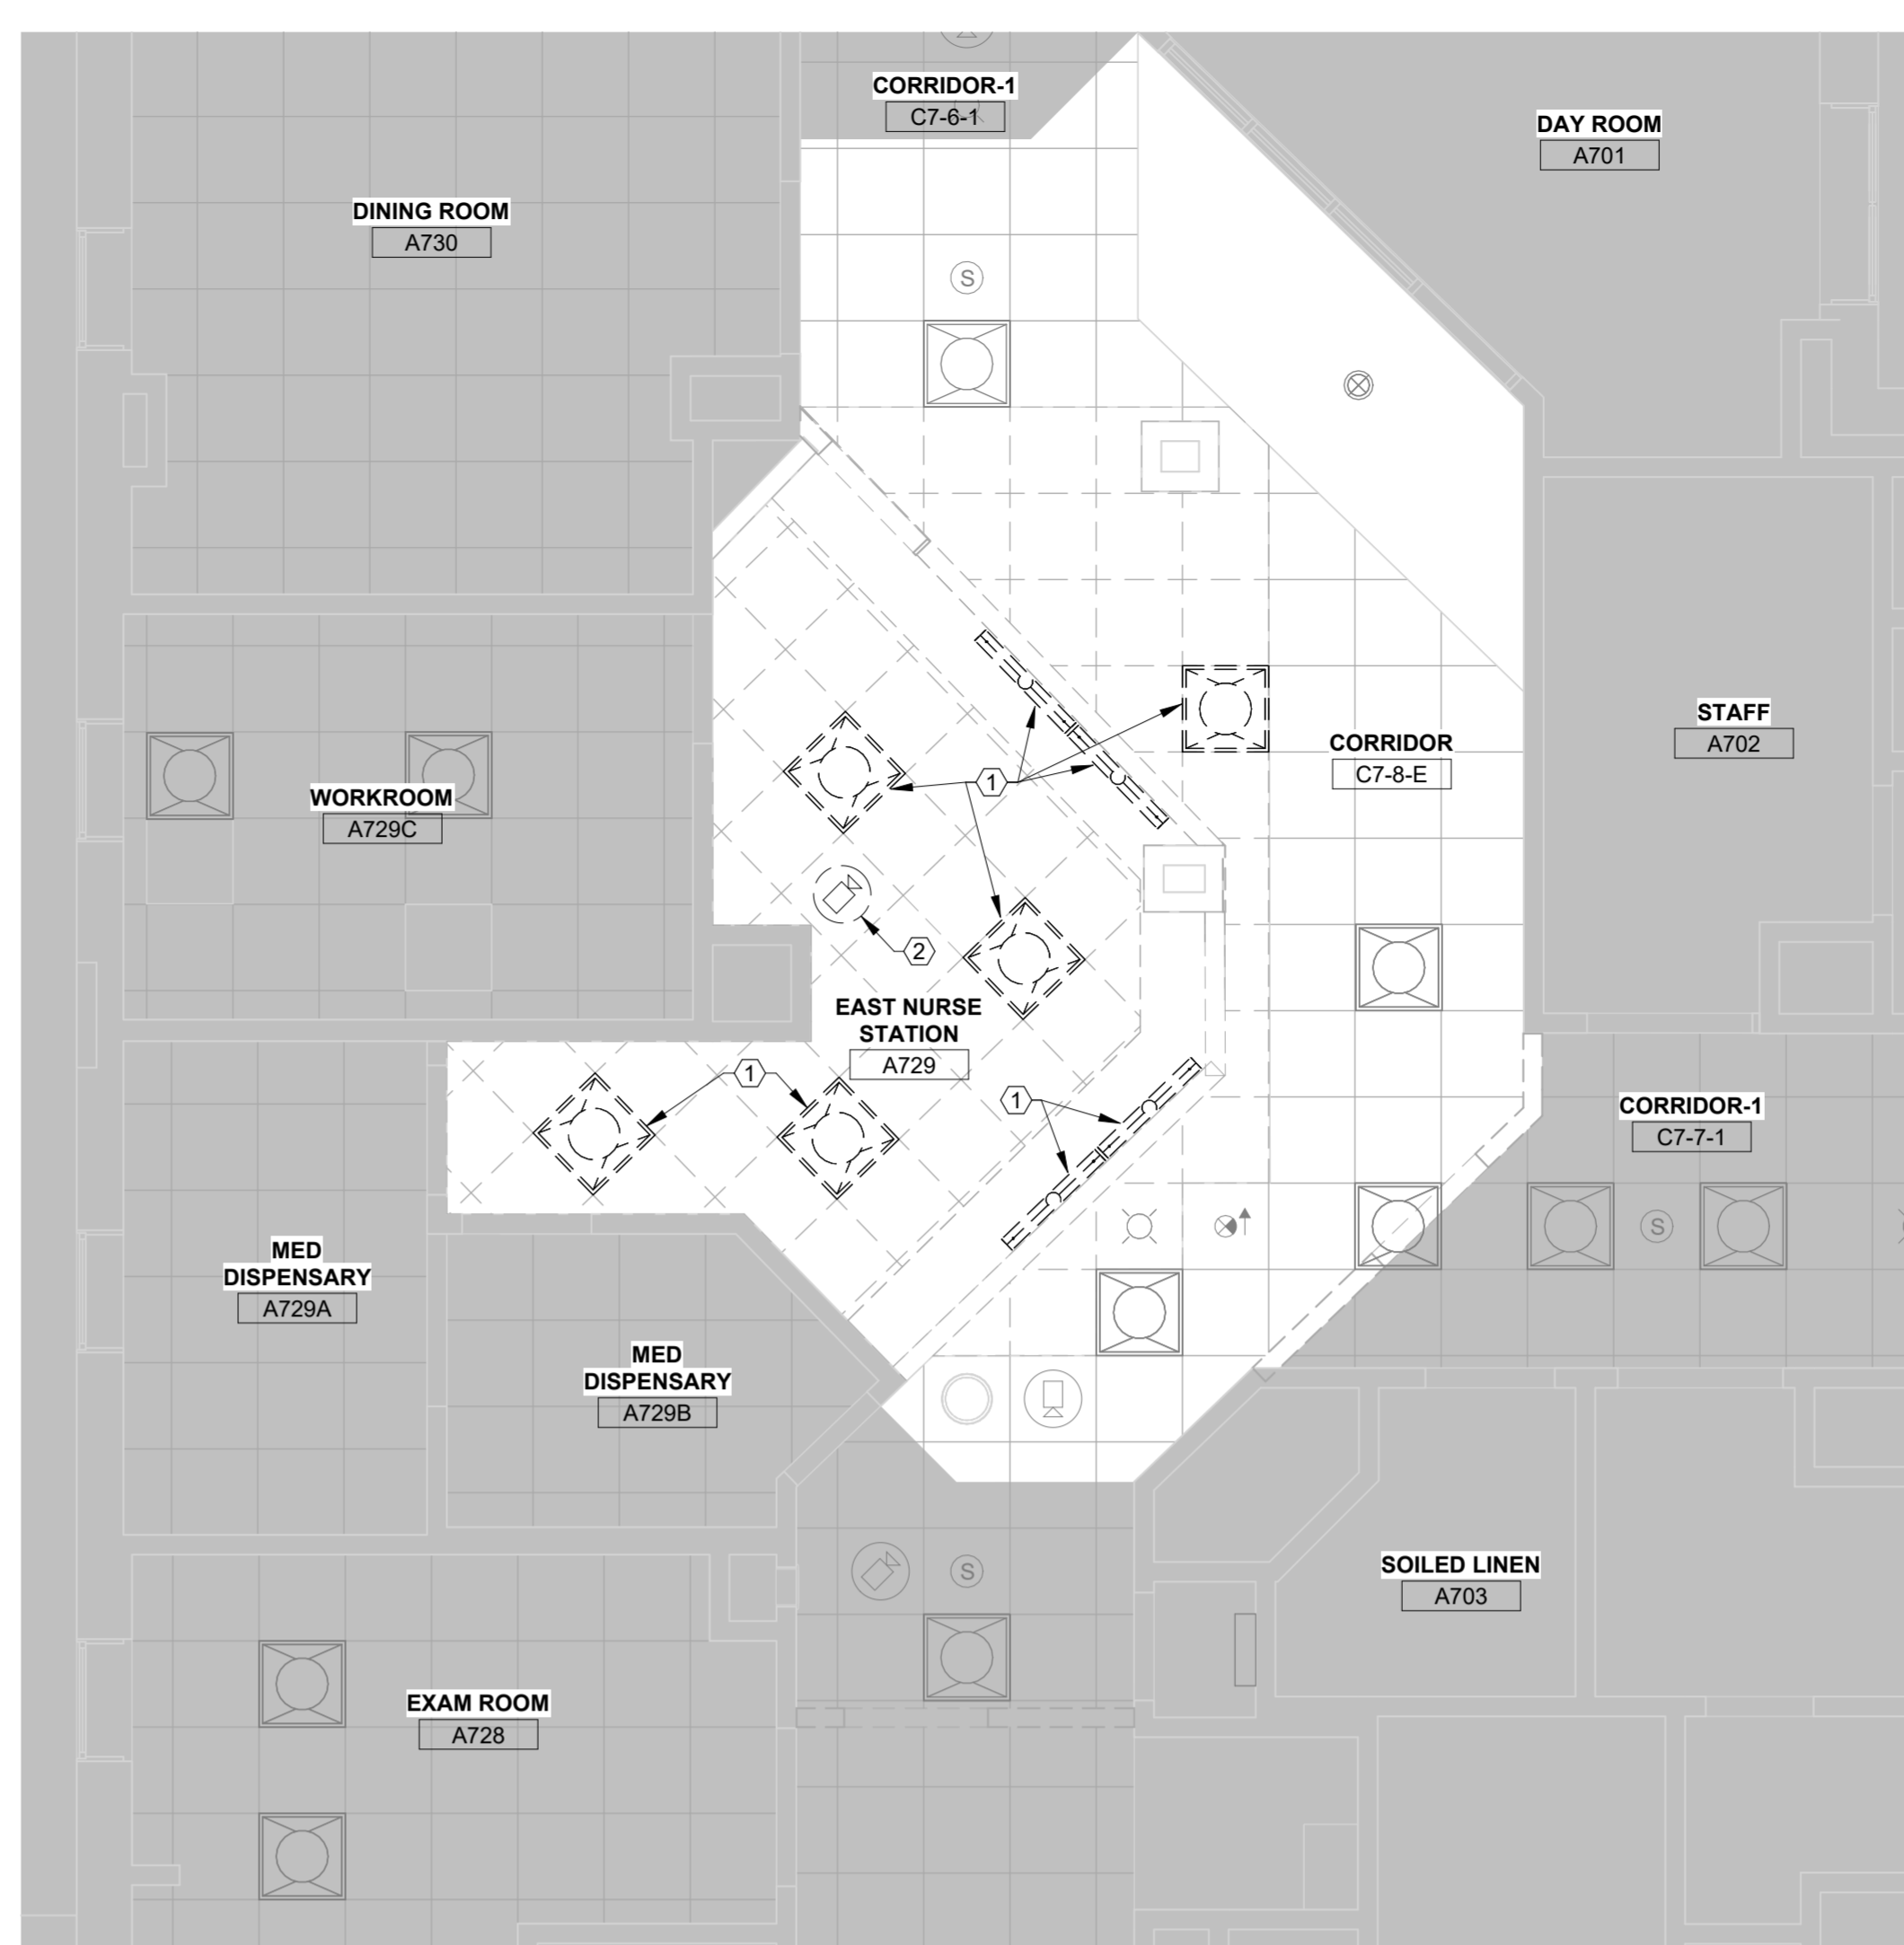 CORRIDOR-1
C7-6-1
DAY ROOM
A701
DINING ROOM
A730
S
STAFF
A702
CORRIDOR
C7-8-E
1
WORKROOM
A729C
2
EAST NURSE
STATION
A729
1
1
CORRIDOR-1
C7-7-1
S
MED
DISPENSARY
A729A
MED
DISPENSARY
A729B
S
SOILED LINEN
A703
EXAM ROOM
A728